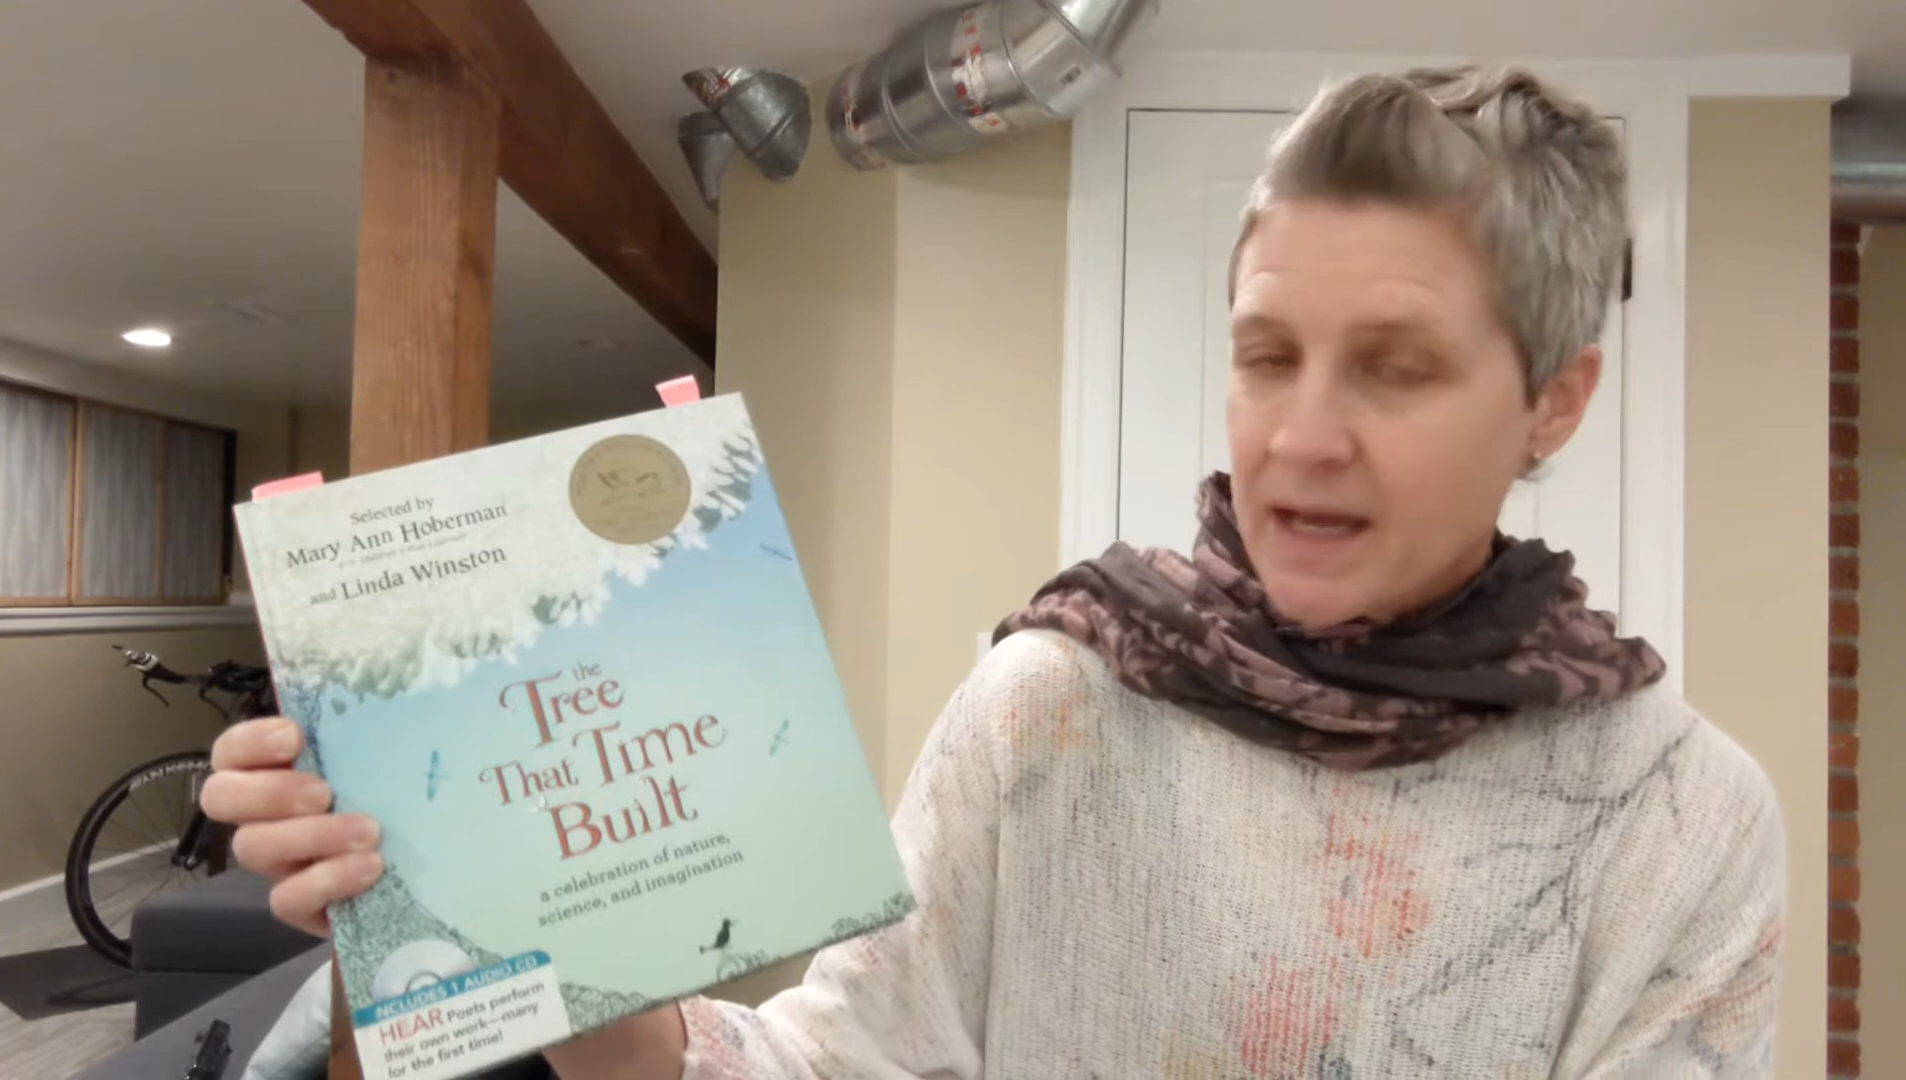 Selected by
Mary Ann Hoberman
and Linda Winston
the
Tree
That Time
Built
a celebration of nature,
science, and imagination
INCLUDES 1 AUDIO CD
HEAR Poets perform
their own work—many
for the first time!